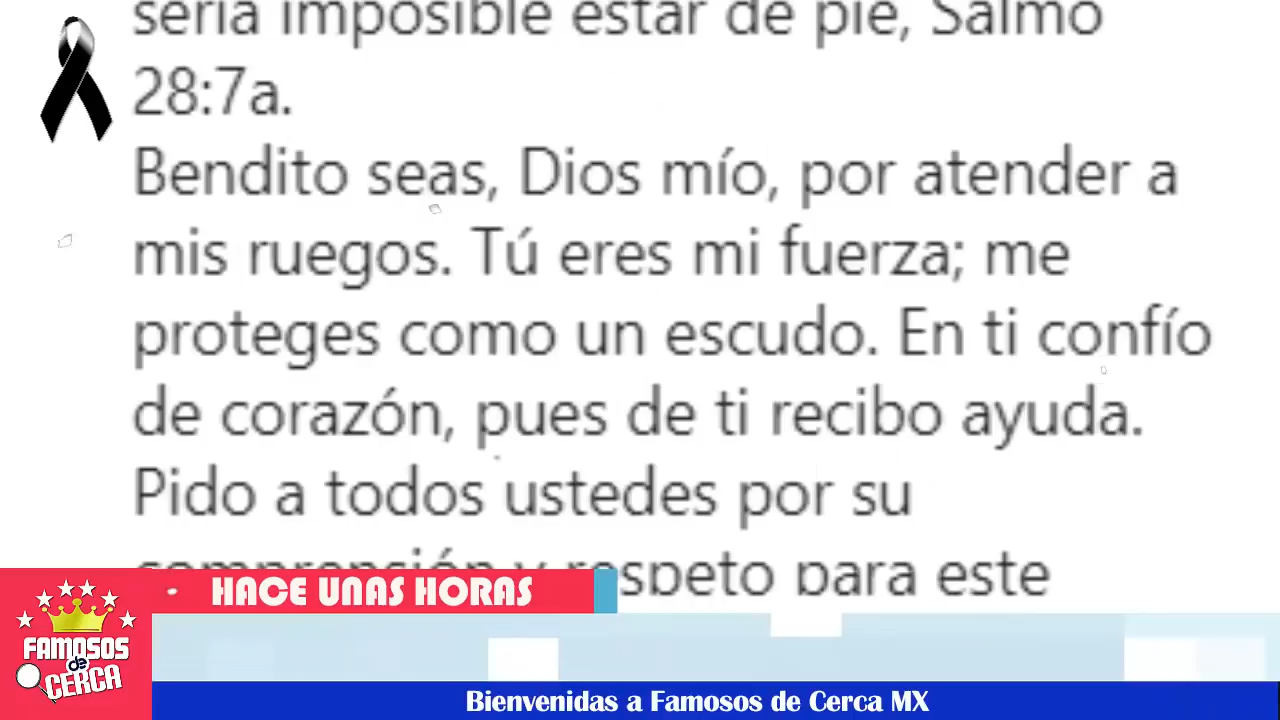 sería imposible estar de pie, Salmo
28:7a.
Bendito seas, Dios mío, por atender a
mis ruegos. Tú eres mi fuerza; me
proteges como un escudo. En ti confío
de corazón, pues de ti recibo ayuda.
Pido a todos ustedes por su
comprensión y respeto para este
HACE UNAS HORAS
FAMOSOS
de
CERCA
Bienvenidas a Famosos de Cerca MX